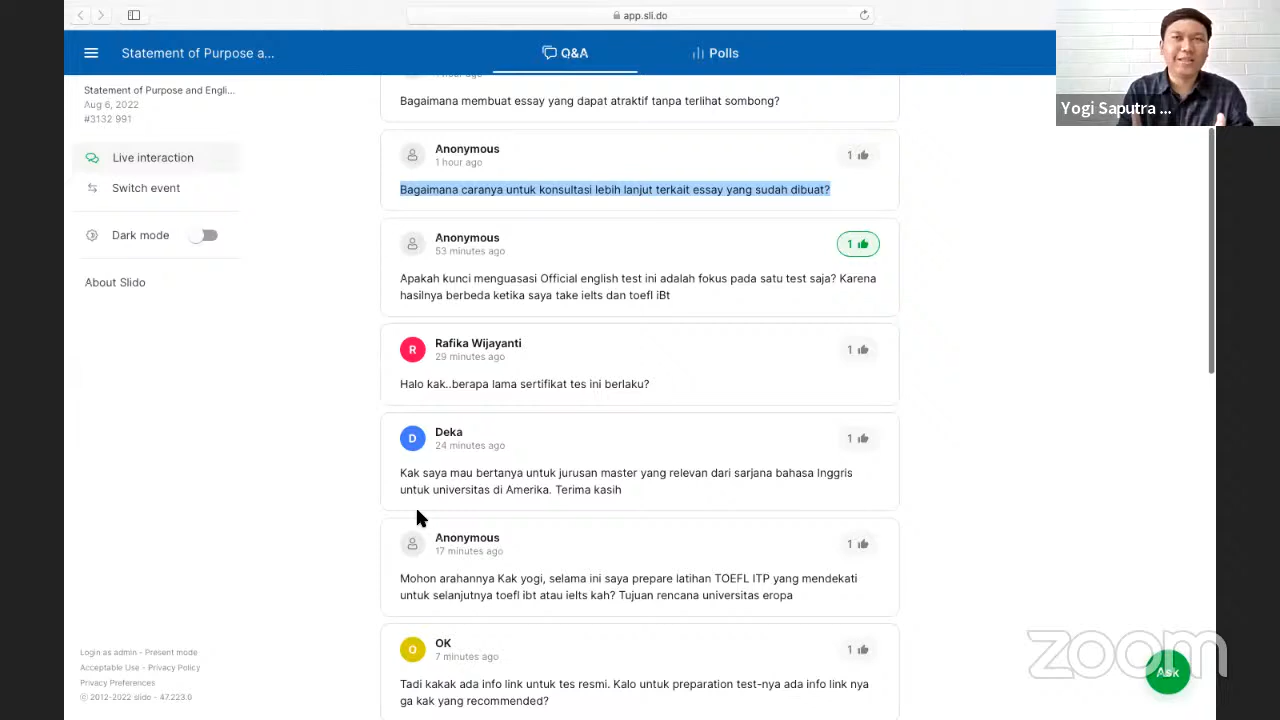 app.sli.do
Statement of Purpose a...
Q&A
Polls
Yogi Saputra ...
Statement of Purpose and Engli...
Aug 6, 2022
#3132 991
Live interaction
Switch event
Dark mode
About Slido
1 hour ago
Bagaimana membuat essay yang dapat atraktif tanpa terlihat sombong?
Anonymous
1 hour ago
1
Bagaimana caranya untuk konsultasi lebih lanjut terkait essay yang sudah dibuat?
Anonymous
53 minutes ago
1
Apakah kunci menguasasi Official english test ini adalah fokus pada satu test saja? Karena
hasilnya berbeda ketika saya take ielts dan toefl iBt
R
Rafika Wijayanti
29 minutes ago
1
Halo kak..berapa lama sertifikat tes ini berlaku?
D
Deka
24 minutes ago
1
Kak saya mau bertanya untuk jurusan master yang relevan dari sarjana bahasa Inggris
untuk universitas di Amerika. Terima kasih
Anonymous
17 minutes ago
1
Mohon arahannya Kak yogi, selama ini saya prepare latihan TOEFL ITP yang mendekati
untuk selanjutnya toefl ibt atau ielts kah? Tujuan rencana universitas eropa
O
OK
7 minutes ago
1
Tadi kakak ada info link untuk tes resmi. Kalo untuk preparation test-nya ada info link nya
ga kak yang recommended?
Login as admin - Present mode
Acceptable Use - Privacy Policy
Privacy Preferences
© 2012-2022 slido - 47.223.0
zoom
Ask